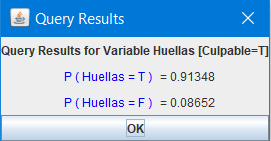 Query Results
Query Results for Variable Huellas [Culpable=T]
P ( Huellas = T ) = 0.91348
P ( Huellas = F ) = 0.08652
OK